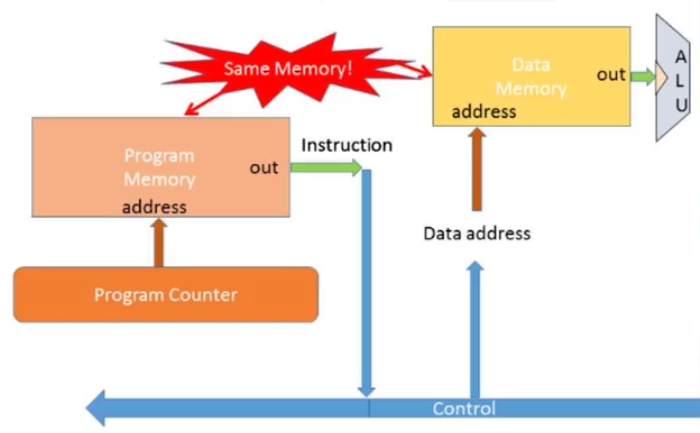 Same Memory!
Data
Memory
out
address
A
L
U
Instruction
Program
Memory
out
address
Data address
Program Counter
Control